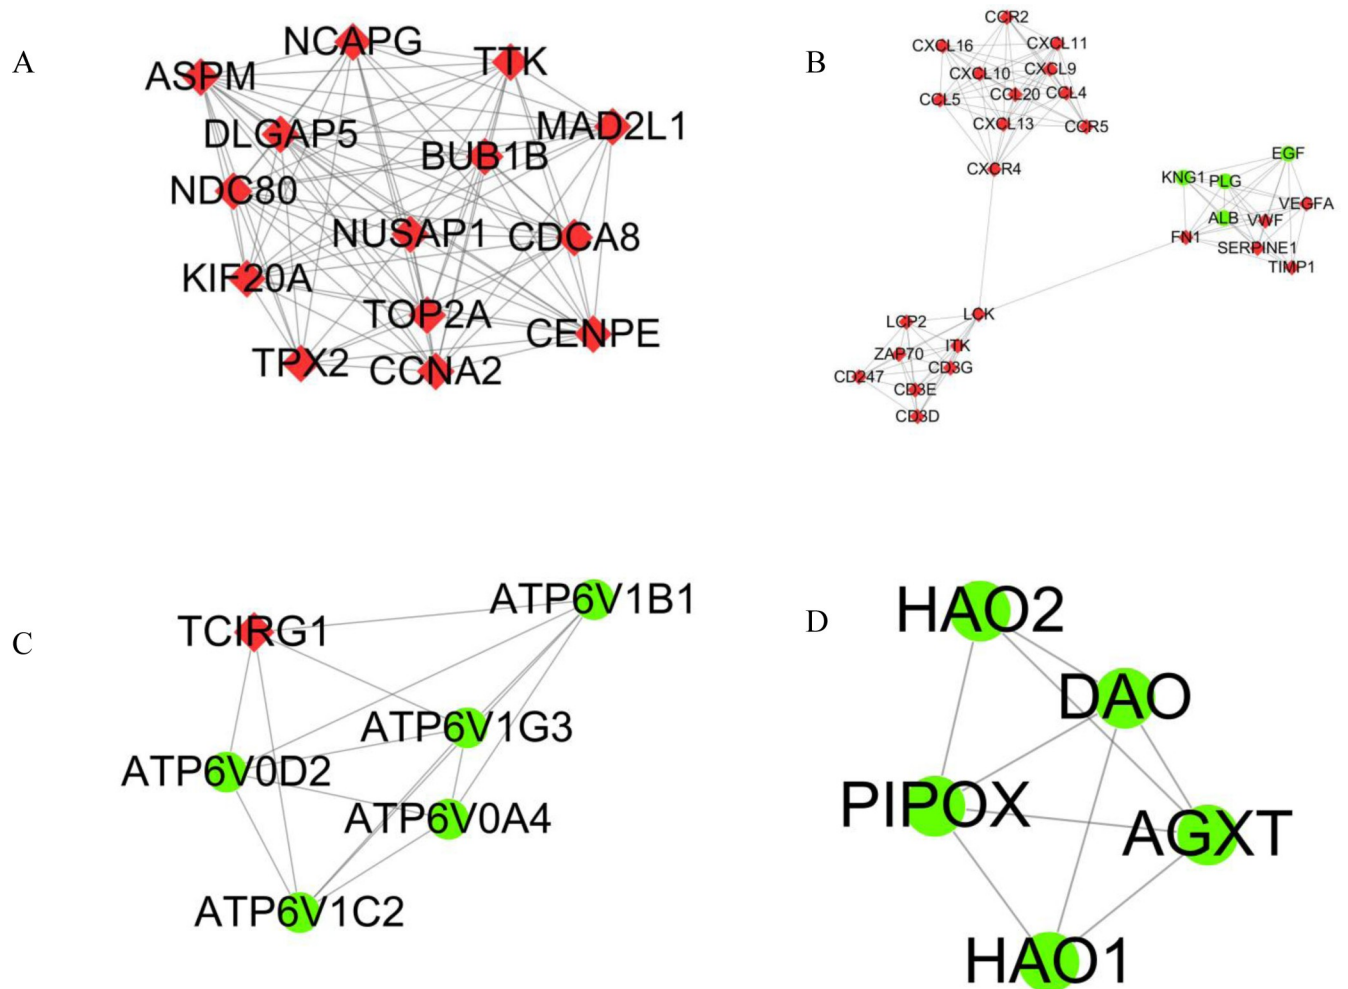 A
NCAPG
TTK
ASPM
DLGAP5
MAD2L1
BUB1B
NDC80
NUSAP1
CDCA8
KIF20A
TOP2A
CENPE
TPX2
CCNA2
B
CCR2
CXCL16
CXCL11
CXCL10
CXCL9
CCL5
CCL20
CCL4
CXCL13
CCR5
CXCR4
EGF
KNG1
PLG
VEGFA
ALB
VWF
FN1
SERPINE1
TIMP1
LCK
LCP2
ITK
ZAP70
CD3G
CD247
CD3E
CD3D
C
ATP6V1B1
TCIRG1
ATP6V1G3
ATP6V0D2
ATP6V0A4
ATP6V1C2
D
HAO2
DAO
PIPOX
AGXT
HAO1